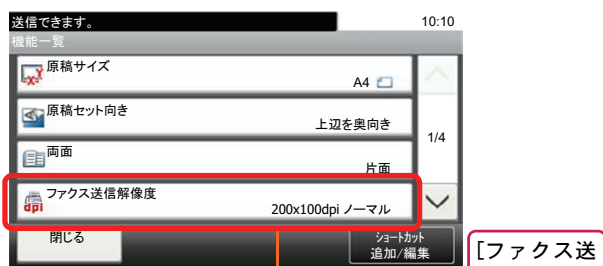 送信できます。 10:10
機能一覧
原稿サイズ
A4
原稿セット向き
上辺を奥向き
1/4
両面
片面
ファクス送信解像度
200x100dpi ノーマル
閉じる
ショートカット
追加/編集
[ファクス送